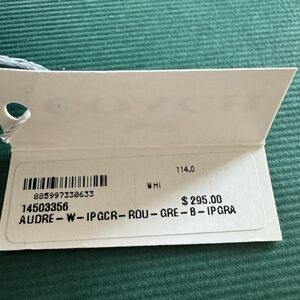 114.0
WHI
885997330633
14503356
$295.00
AUDRE-W-IPGCR-ROU-GRE-B-IPGRA